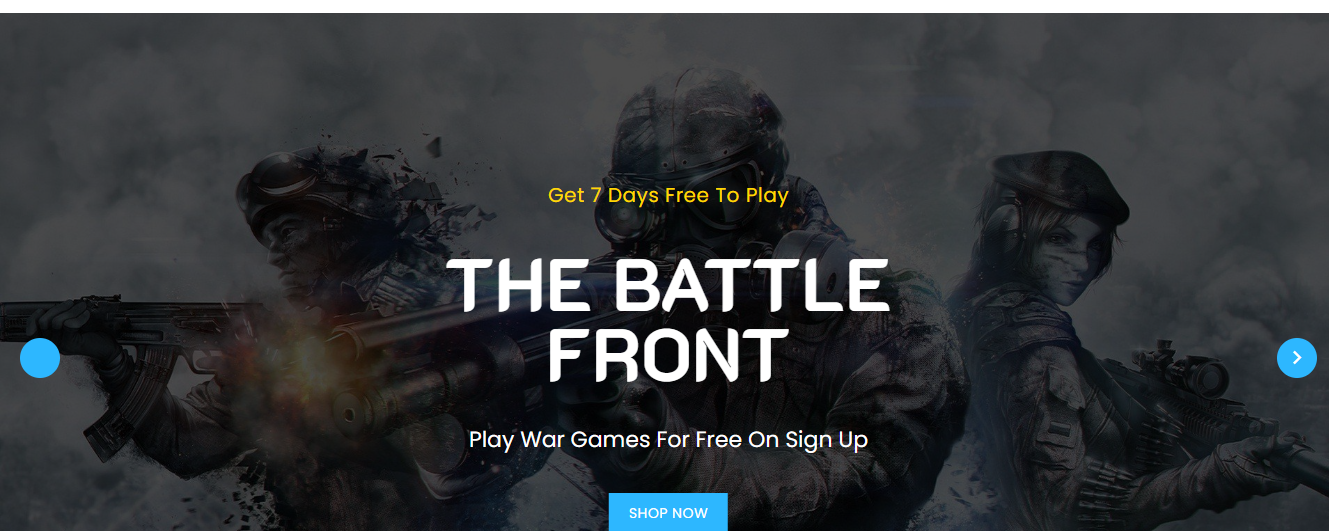 Get 7 Days Free To Play
THE BATTLE
FRONT
Play War Games For Free On Sign Up
SHOP NOW